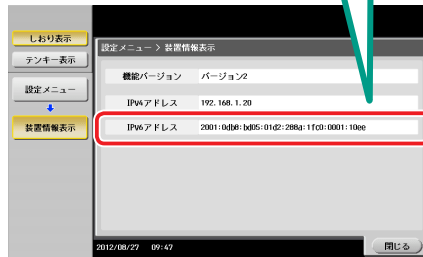 しおり表示
テンキー表示
設定メニュー
装置情報表示
設定メニュー > 装置情報表示
機能バージョン バージョン2
IPV4アドレス 192.168.1.20
IPV6アドレス 2001:0db8:bd05:01d2:288a:1fc0:0001:10ee
2012/08/27 09:47
閉じる